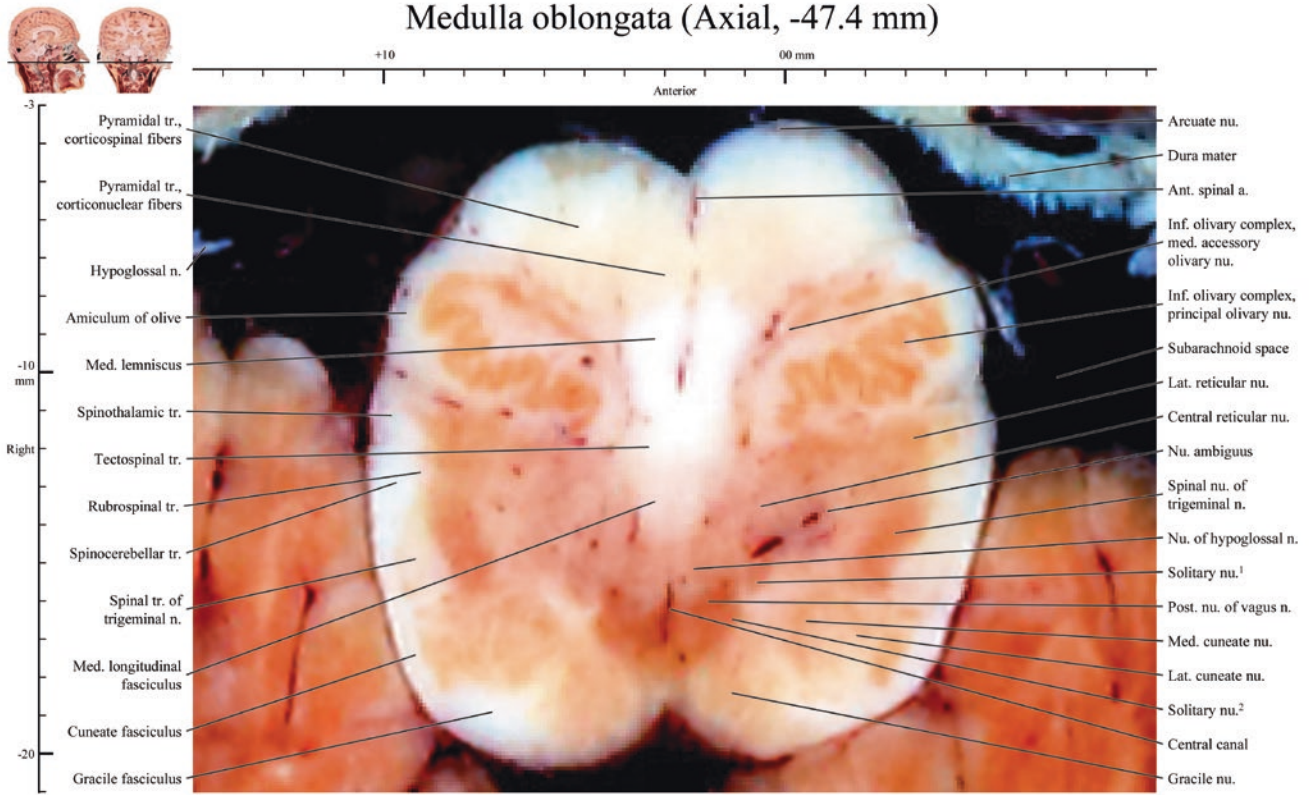 Medulla oblongata (Axial, -47.4 mm)
+10
00 mm
Anterior
-3
-10
mm
Right
-20
Pyramidal tr.,
corticospinal fibers
Pyramidal tr.,
corticonuclear fibers
Hypoglossal n.
Amiculum of olive
Med. lemniscus
Spinothalamic tr.
Tectospinal tr.
Rubrospinal tr.
Spinocerebellar tr.
Spinal tr. of
trigeminal n.
Med. longitudinal
fasciculus
Cuneate fasciculus
Gracile fasciculus
Arcuate nu.
Dura mater
Ant. spinal a.
Inf. olivary complex,
med. accessory
olivary nu.
Inf. olivary complex,
principal olivary nu.
Subarachnoid space
Lat. reticular nu.
Central reticular nu.
Nu. ambiguus
Spinal nu. of
trigeminal n.
Nu. of hypoglossal n.
Solitary nu.¹
Post. nu. of vagus n.
Med. cuneate nu.
Lat. cuneate nu.
Solitary nu.²
Central canal
Gracile nu.